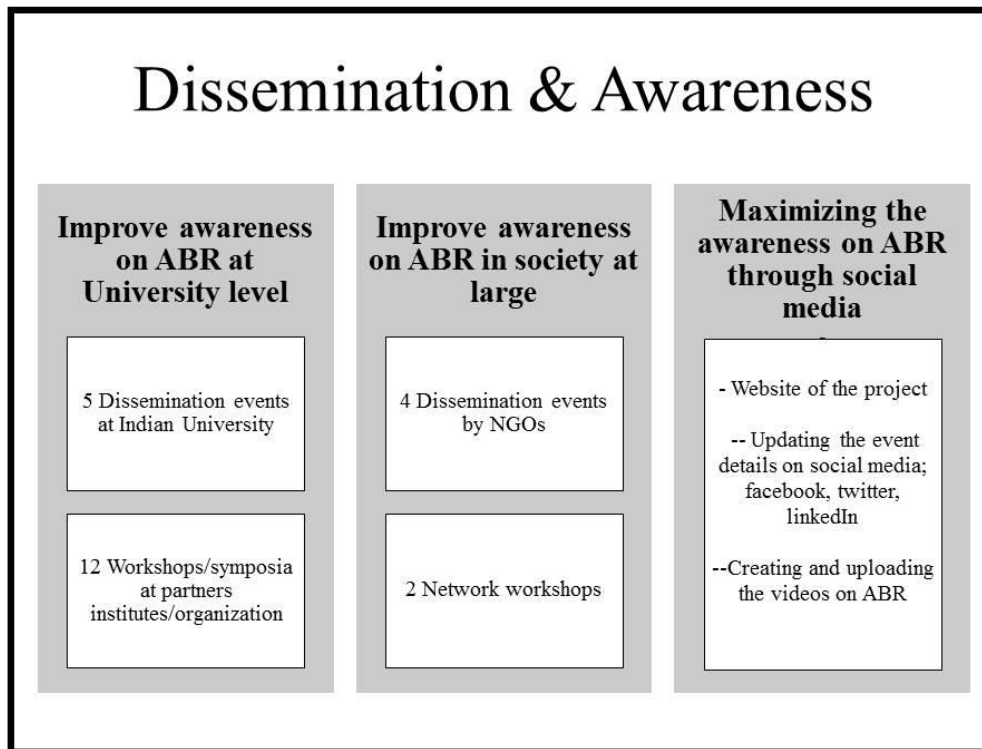 Dissemination & Awareness
Improve awareness
on ABR at
University level
5 Dissemination events
at Indian University
12 Workshops/symposia
at partners
institutes/organization
Improve awareness
on ABR in society at
large
4 Dissemination events
by NGOs
2 Network workshops
Maximizing the
awareness on ABR
through social
media
- Website of the project
-- Updating the event
details on social media;
facebook, twitter,
linkedIn
--Creating and uploading
the videos on ABR